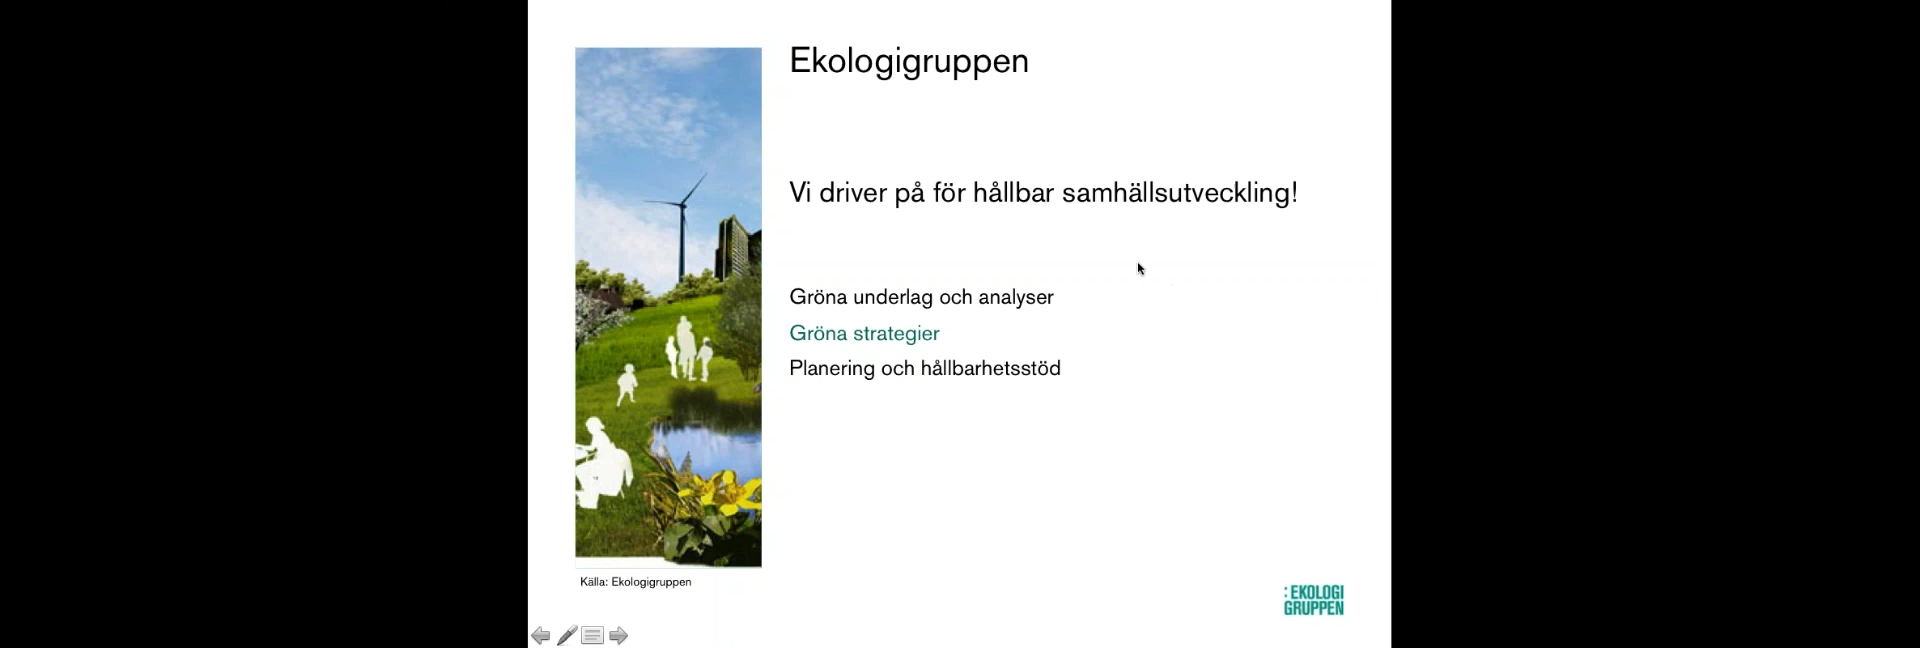 Ekologigruppen
Vi driver på för hållbar samhällsutveckling!
Gröna underlag och analyser
Gröna strategier
Planering och hållbarhetsstöd
Källa: Ekologigruppen
:EKOLOGI
GRUPPEN